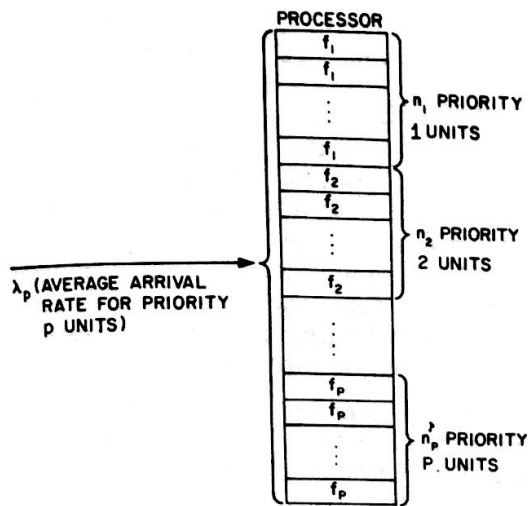 PROCESSOR
f₁
f₁
⋮
f₁
n₁ PRIORITY
1 UNITS
f₂
f₂
⋮
f₂
n₂ PRIORITY
2 UNITS
λₚ (AVERAGE ARRIVAL
RATE FOR PRIORITY
p UNITS)
⋮
fₚ
fₚ
⋮
fₚ
nₚ PRIORITY
P UNITS